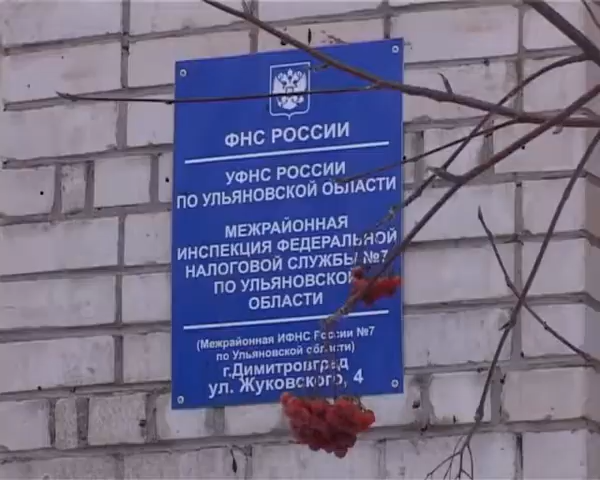 ФНС РОССИИ
УФНС РОССИИ
ПО УЛЬЯНОВСКОЙ ОБЛАСТИ
МЕЖРАЙОННАЯ
ИНСПЕКЦИЯ ФЕДЕРАЛЬНОЙ
НАЛОГОВОЙ СЛУЖБЫ №7
ПО УЛЬЯНОВСКОЙ
ОБЛАСТИ
(Межрайонная ИФНС России №7
по Ульяновской области)
г.Димитровград
ул. Жуковского, 4